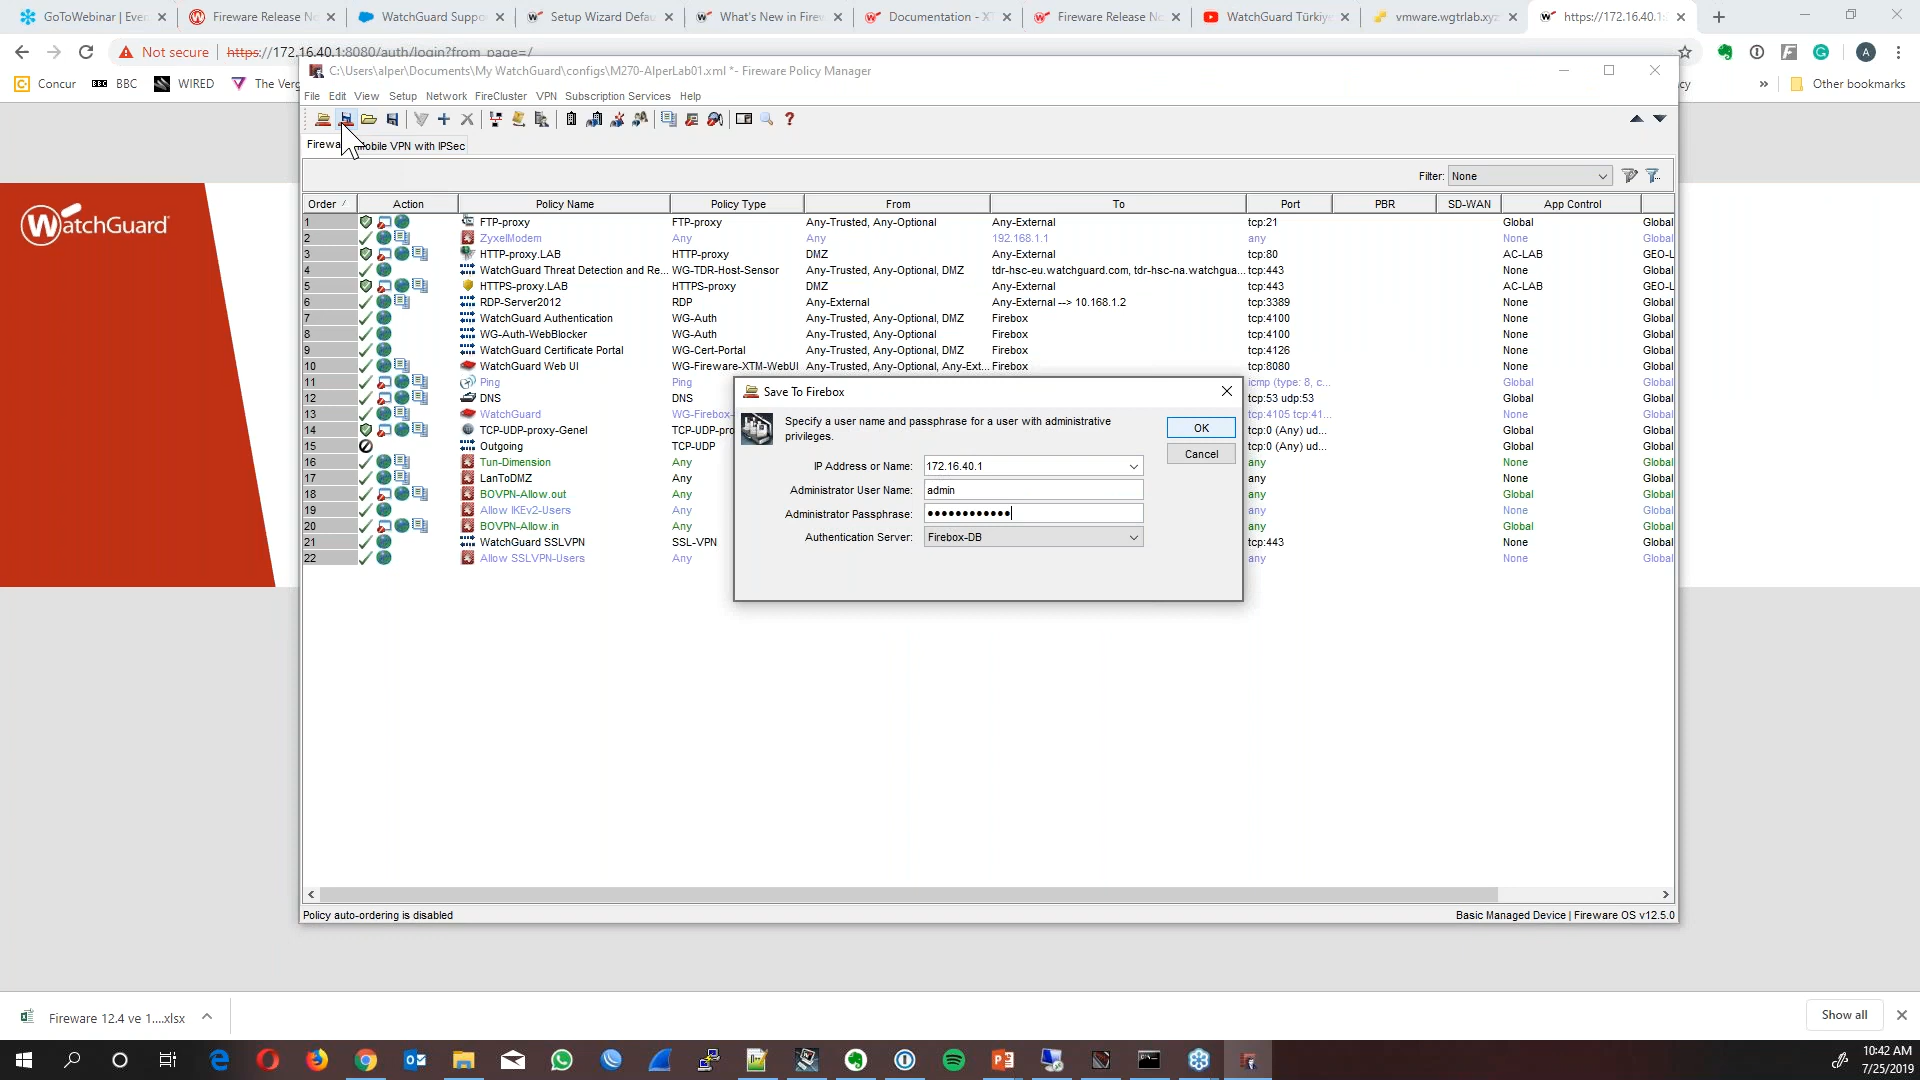 GoToWebinar | Ever
Fireware Release No
WatchGuard Suppo
Setup Wizard Defau
What's New in Firew
Documentation - XT
Fireware Release No
WatchGuard Türkiye
vmware.wgtrlab.xyz
https://172.16.40.1:
Not secure
https://172.16.40.1:8080/auth/login?from_page=/
Concur
BBC
WIRED
The Verg
Other bookmarks
C:\Users\alper\Documents\My WatchGuard\configs\M270-AlperLab01.xml *- Fireware Policy Manager
File Edit View Setup Network FireCluster VPN Subscription Services Help
Firewa
obile VPN with IPSec
Filter: None
Order / Action Policy Name Policy Type From To Port PBR SD-WAN App Control
1 FTP-proxy FTP-proxy Any-Trusted, Any-Optional Any-External tcp:21 Global Global
2 ZyxelModem Any Any 192.168.1.1 any None Global
3 HTTP-proxy.LAB HTTP-proxy DMZ Any-External tcp:80 AC-LAB GEO-L
4 WatchGuard Threat Detection and Re... WG-TDR-Host-Sensor Any-Trusted, Any-Optional, DMZ tdr-hsc-eu.watchguard.com, tdr-hsc-na.watchgua... tcp:443 None Global
5 HTTPS-proxy.LAB HTTPS-proxy DMZ Any-External tcp:443 AC-LAB GEO-L
6 RDP-Server2012 RDP Any-External Any-External --> 10.168.1.2 tcp:3389 None Global
7 WatchGuard Authentication WG-Auth Any-Trusted, Any-Optional, DMZ Firebox tcp:4100 None Global
8 WG-Auth-WebBlocker WG-Auth Any-Trusted, Any-Optional Firebox tcp:4100 None Global
9 WatchGuard Certificate Portal WG-Cert-Portal Any-Trusted, Any-Optional, DMZ Firebox tcp:4126 None Global
10 WatchGuard Web UI WG-Fireware-XTM-WebUI Any-Trusted, Any-Optional, Any-Ext... Firebox tcp:8080 None Global
11 Ping Ping icmp (type: 8, c... Global Global
12 DNS DNS tcp:53 udp:53 Global Global
13 WatchGuard WG-Firebox- tcp:4105 tcp:41... None Global
14 TCP-UDP-proxy-Genel TCP-UDP-pro tcp:0 (Any) ud... Global Global
15 Outgoing TCP-UDP tcp:0 (Any) ud... Global Global
16 Tun-Dimension Any any None Global
17 LanToDMZ Any any None Global
18 BOVPN-Allow.out Any any Global Global
19 Allow IKEv2-Users Any any None Global
20 BOVPN-Allow.in Any any Global Global
21 WatchGuard SSLVPN SSL-VPN tcp:443 None Global
22 Allow SSLVPN-Users Any any None Global
Save To Firebox
Specify a user name and passphrase for a user with administrative
privileges.
OK
Cancel
IP Address or Name: 172.16.40.1
Administrator User Name: admin
Administrator Passphrase: ••••••••••••
Authentication Server: Firebox-DB
Policy auto-ordering is disabled
Basic Managed Device | Fireware OS v12.5.0
WatchGuard
Fireware 12.4 ve 1....xlsx
Show all
10:42 AM
7/25/2019